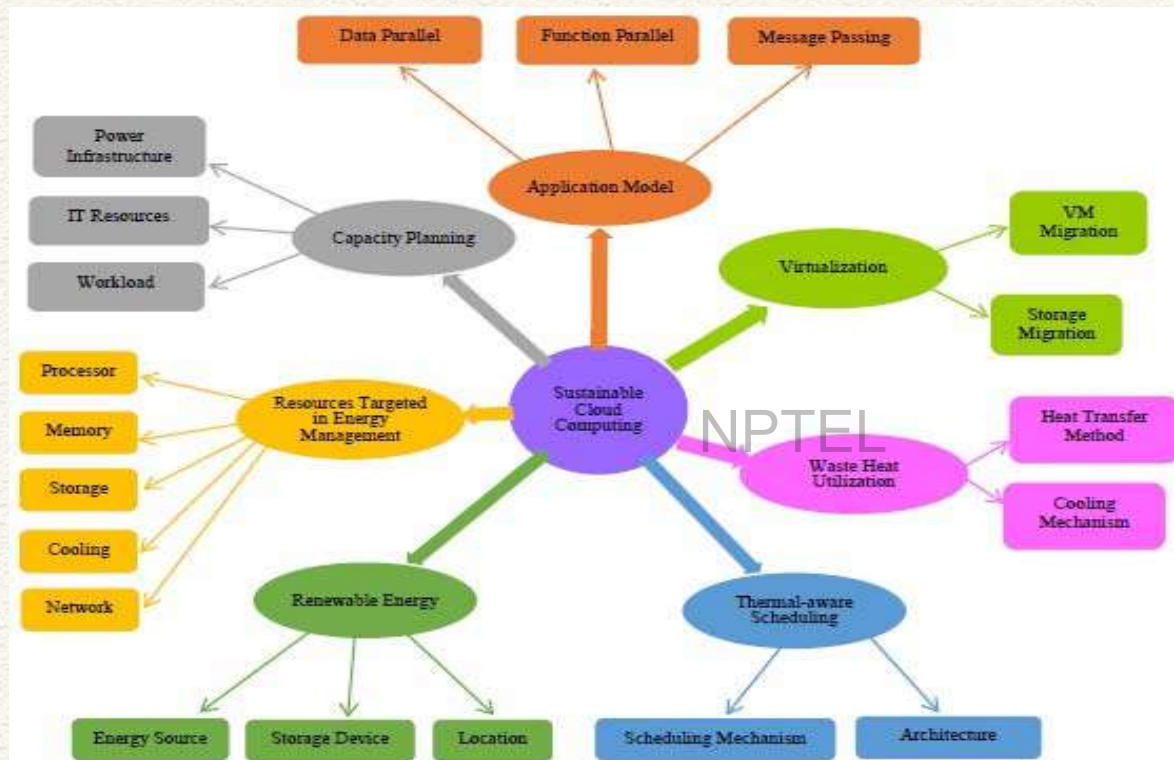 Data Parallel
Function Parallel
Message Passing
Power
Infrastructure
IT Resources
Workload
Capacity Planning
Application Model
VM
Migration
Virtualization
Storage
Migration
Processor
Memory
Storage
Cooling
Network
Resources Targeted
in Energy
Management
Sustainable
Cloud
Computing
NPTEL
Heat Transfer
Method
Waste Heat
Utilization
Cooling
Mechanism
Renewable Energy
Thermal-aware
Scheduling
Energy Source
Storage Device
Location
Scheduling Mechanism
Architecture